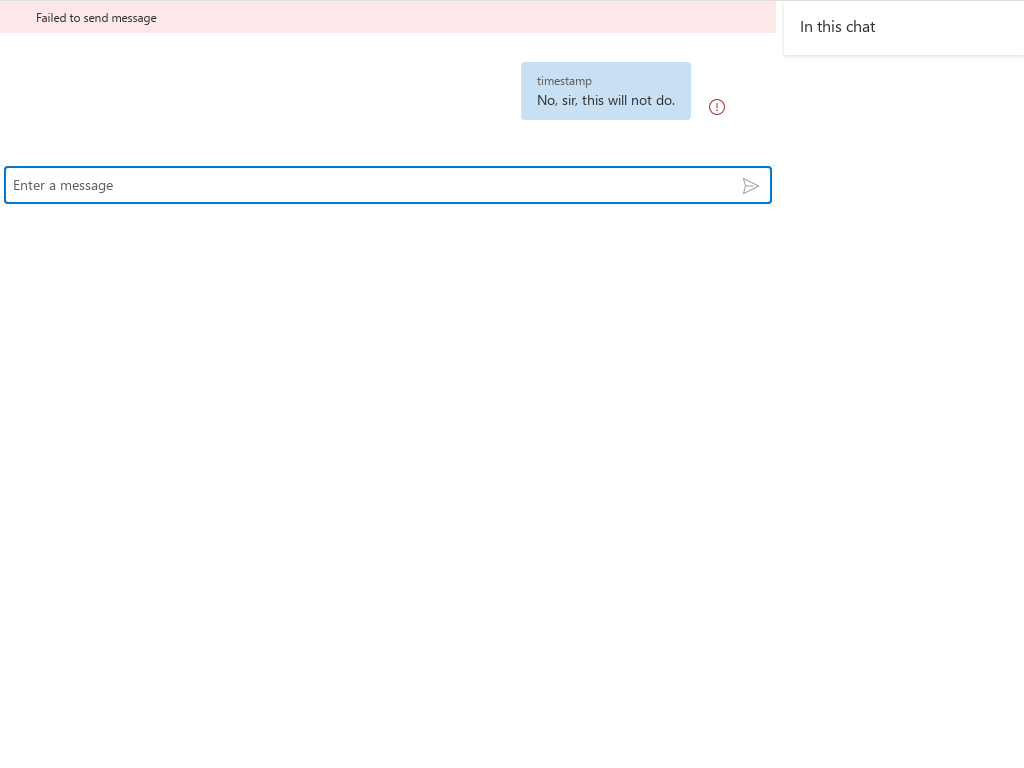 Failed to send message
In this chat
timestamp
No, sir, this will not do.
Enter a message